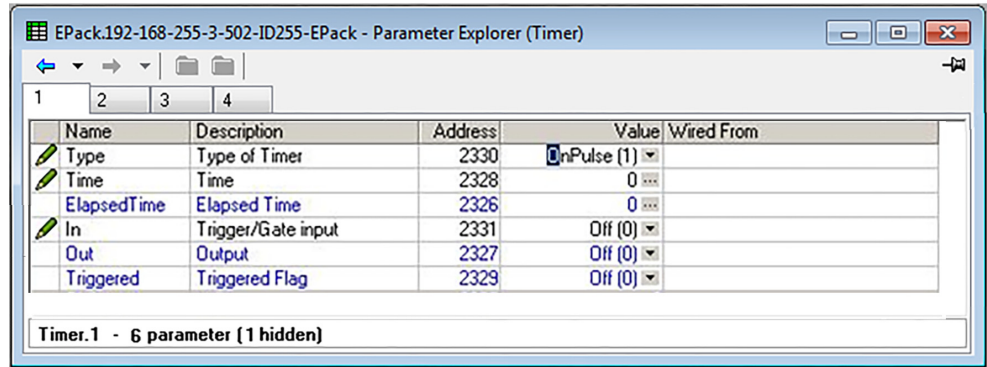 EPack.192-168-255-3-502-ID255-EPack - Parameter Explorer (Timer)
1 2 3 4
Name Description Address Value Wired From
Type Type of Timer 2330 OnPulse (1)
Time Time 2328 0
ElapsedTime Elapsed Time 2326 0
In Trigger/Gate input 2331 Off (0)
Out Output 2327 Off (0)
Triggered Triggered Flag 2329 Off (0)
Timer.1 - 6 parameter (1 hidden)